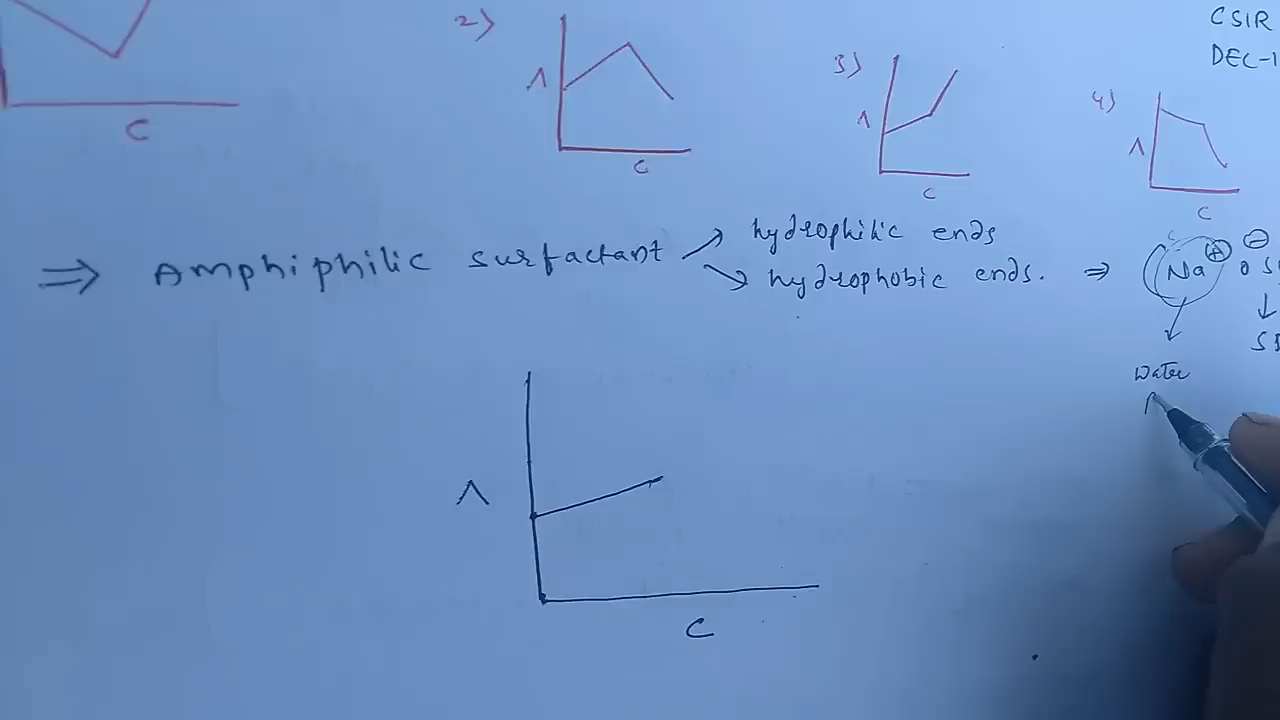 CSIR
DEC-1
2)
Λ
C
C
3)
Λ
C
4)
Λ
C
⇒ Amphiphilic surfactant ↗ hydrophilic ends
↘ hydrophobic ends. ⇒ Na ⊕ ⊖
Water
Λ
C